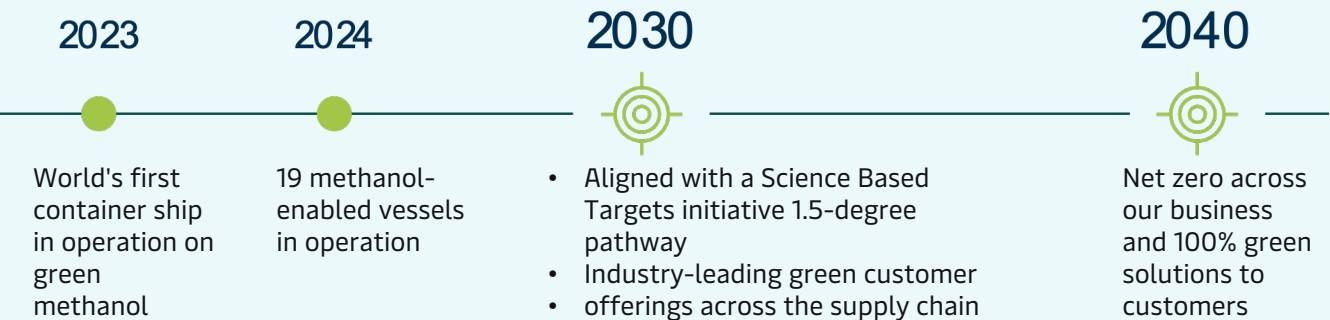 2023
2024
2030
2040
World's first
container ship
in operation on
green
methanol
19 methanol-
enabled vessels
in operation
• Aligned with a Science Based
Targets initiative 1.5-degree
pathway
• Industry-leading green customer
• offerings across the supply chain
Net zero across
our business
and 100% green
solutions to
customers